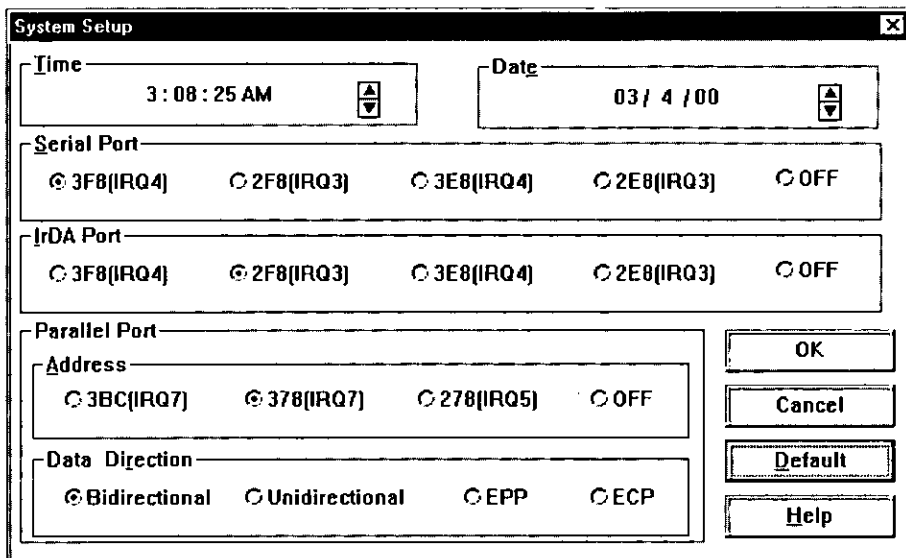 System Setup
Time
Date
3 : 08 : 25 AM
03 / 4 / 00
Serial Port
3F8(IRQ4) 2F8(IRQ3) 3E8(IRQ4) 2E8(IRQ3) OFF
IrDA Port
3F8(IRQ4) 2F8(IRQ3) 3E8(IRQ4) 2E8(IRQ3) OFF
Parallel Port
Address
3BC(IRQ7) 378(IRQ7) 278(IRQ5) OFF
Data Direction
Bidirectional Unidirectional EPP ECP
OK
Cancel
Default
Help